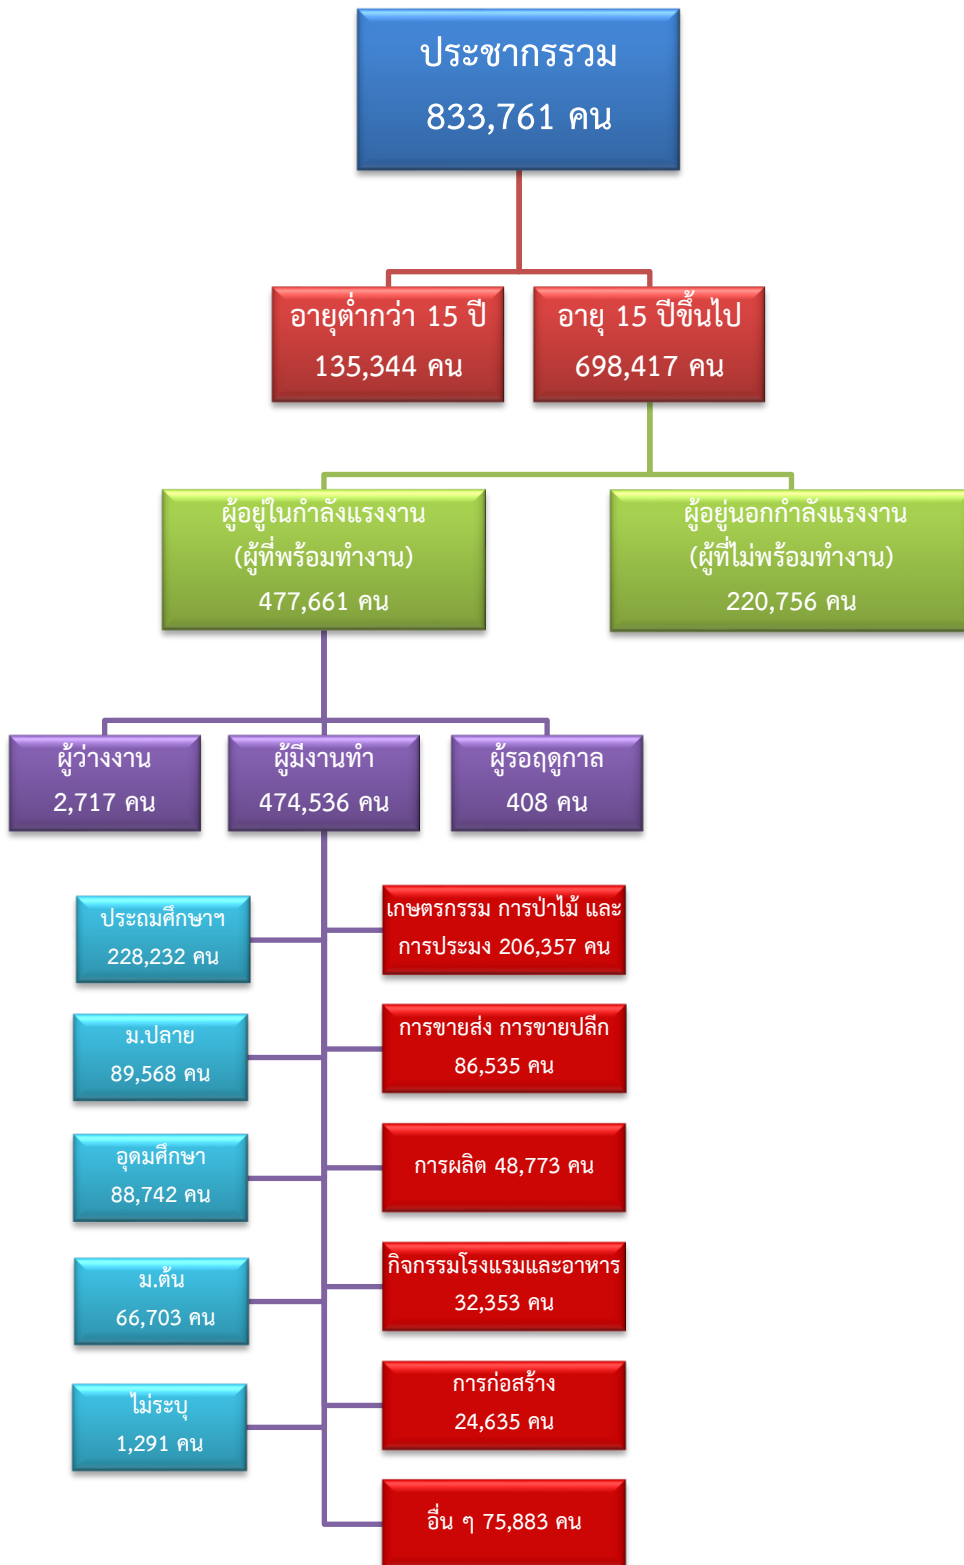 ประชากรรวม
833,761 คน
อายุต่ำกว่า 15 ปี
135,344 คน
อายุ 15 ปีขึ้นไป
698,417 คน
ผู้อยู่ในกำลังแรงงาน
(ผู้ที่พร้อมทำงาน)
477,661 คน
ผู้อยู่นอกกำลังแรงงาน
(ผู้ที่ไม่พร้อมทำงาน)
220,756 คน
ผู้ว่างงาน
2,717 คน
ผู้มีงานทำ
474,536 คน
ผู้รอฤดูกาล
408 คน
ประถมศึกษาฯ
228,232 คน
ม.ปลาย
89,568 คน
อุดมศึกษา
88,742 คน
ม.ต้น
66,703 คน
ไม่ระบุ
1,291 คน
เกษตรกรรม การป่าไม้ และ
การประมง 206,357 คน
การขายส่ง การขายปลีก
86,535 คน
การผลิต 48,773 คน
กิจกรรมโรงแรมและอาหาร
32,353 คน
การก่อสร้าง
24,635 คน
อื่น ๆ 75,883 คน